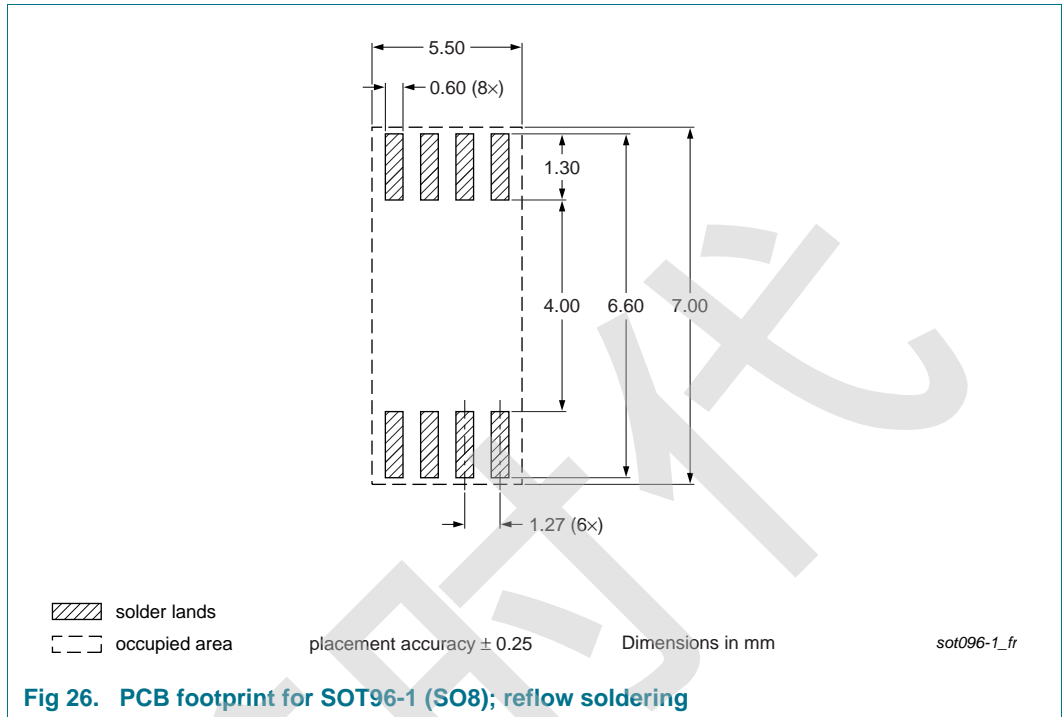 5.50
0.60 (8×)
1.30
4.00 6.60 7.00
1.27 (6×)
solder lands
occupied area placement accuracy ± 0.25 Dimensions in mm sot096-1_fr
Fig 26. PCB footprint for SOT96-1 (SO8); reflow soldering
时代